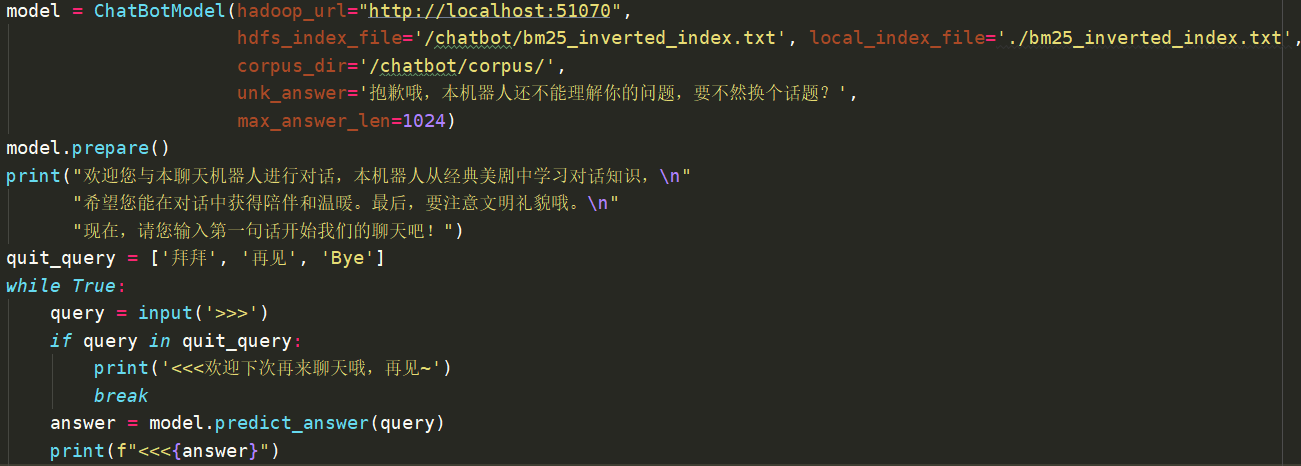 model = ChatBotModel(hadoop_url="http://localhost:51070",
                     hdfs_index_file='/chatbot/bm25_inverted_index.txt', local_index_file='./bm25_inverted_index.txt',
                     corpus_dir='/chatbot/corpus/',
                     unk_answer='抱歉哦，本机器人还不能理解你的问题，要不然换个话题？',
                     max_answer_len=1024)
model.prepare()
print("欢迎您与本聊天机器人进行对话，本机器人从经典美剧中学习对话知识，\n"
      "希望您能在对话中获得陪伴和温暖。最后，要注意文明礼貌哦。\n"
      "现在，请您输入第一句话开始我们的聊天吧！")
quit_query = ['拜拜', '再见', 'Bye']
while True:
    query = input('>>>')
    if query in quit_query:
        print('<<<欢迎下次再来聊天哦，再见~')
        break
    answer = model.predict_answer(query)
    print(f"<<<{answer}")